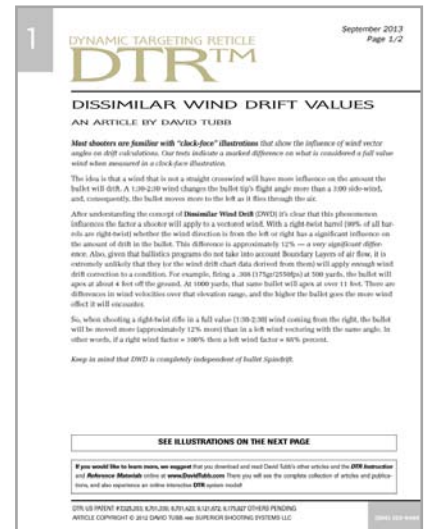 1
September 2013
Page 1/2
DYNAMIC TARGETING RETICLE
DTR™
DISSIMILAR WIND DRIFT VALUES
AN ARTICLE BY DAVID TUBB
Most shooters are familiar with "clock-face" illustrations that show the influence of wind vector
angles on drift calculations. Our tests indicate a marked difference on what is considered a full value
wind when measured in a clock-face illustration.
The idea is that a wind that is not a straight crosswind will have more influence on the amount the
bullet will drift. A 1:30-2:30 wind changes the bullet tip's flight angle more than a 3:00 side-wind,
and, consequently, the bullet moves more to the left as it flies through the air.
After understanding the concept of Dissimilar Wind Drift (DWD) it's clear that this phenomenon
influences the factor a shooter will apply to a vectored wind. With a right-twist barrel (99% of all bar-
rels are right-twist) whether the wind direction is from the left or right has a significant influence on
the amount of drift in the bullet. This difference is approximately 12% — a very significant differ-
ence. Also, given that ballistics programs do not take into account Boundary Layers of air flow, it is
extremely unlikely that they (or the wind drift chart data derived from them) will apply enough wind
drift correction to a condition. For example, firing a .308 (175gr/2550fps) at 500 yards, the bullet will
apex at about 4 feet off the ground. At 1000 yards, that same bullet will apex at over 11 feet. There are
differences in wind velocities over that elevation range, and the higher the bullet goes the more wind
effect it will encounter.
So, when shooting a right-twist rifle in a full value (1:30-2:30) wind coming from the right, the bullet
will be moved more (approximately 12% more) than in a left wind vectoring with the same angle. In
other words, if a right wind factor = 100% then a left wind factor = 88% percent.
Keep in mind that DWD is completely independent of bullet Spindrift.
SEE ILLUSTRATIONS ON THE NEXT PAGE
If you would like to learn more, we suggest that you download and read David Tubb's other articles and the DTR Instruction
and Reference Materials online at www.DavidTubb.com There you will see the complete collection of articles and publica-
tions, and also experience an online interactive DTR system model!
OTHERS PENDING
ARTICLE COPYRIGHT © 2012 DAVID TUBB AND SUPERIOR SHOOTING SYSTEMS LLC